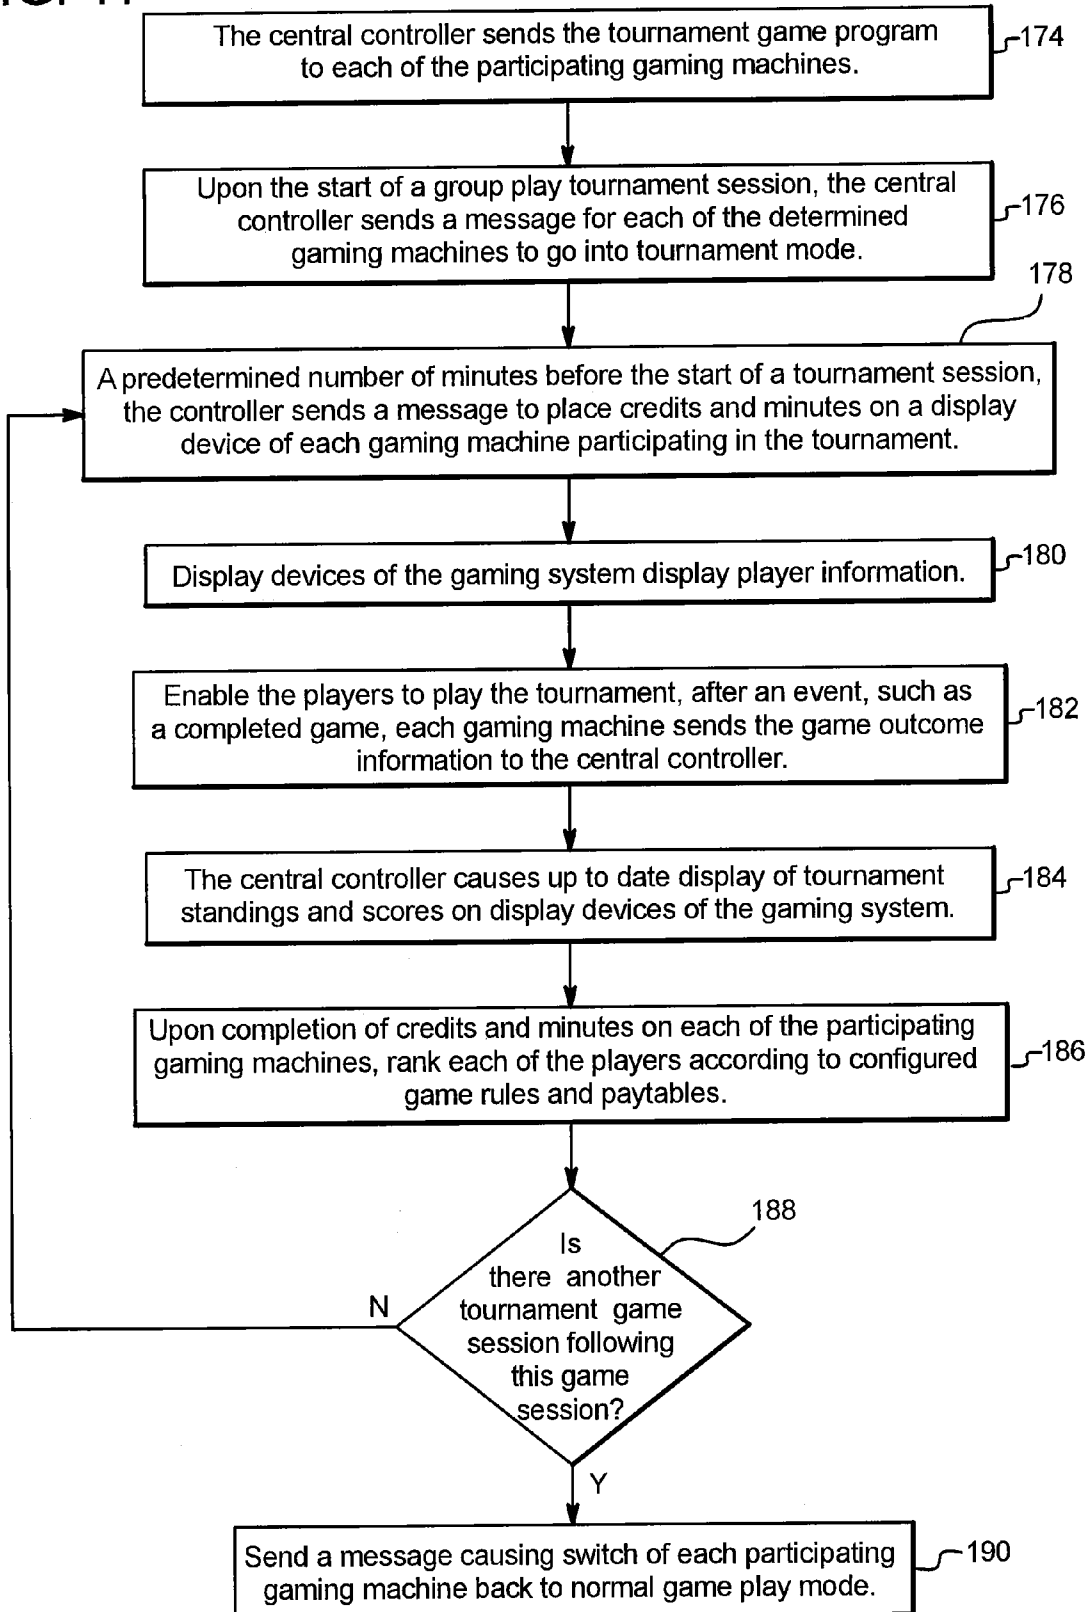 The central controller sends the tournament game program
to each of the participating gaming machines.
174
Upon the start of a group play tournament session, the central
controller sends a message for each of the determined
gaming machines to go into tournament mode.
176
178
A predetermined number of minutes before the start of a tournament session,
the controller sends a message to place credits and minutes on a display
device of each gaming machine participating in the tournament.
Display devices of the gaming system display player information.
180
Enable the players to play the tournament, after an event, such as
a completed game, each gaming machine sends the game outcome
information to the central controller.
182
The central controller causes up to date display of tournament
standings and scores on display devices of the gaming system.
184
Upon completion of credits and minutes on each of the participating
gaming machines, rank each of the players according to configured
game rules and paytables.
186
188
Is
there another
tournament game
session following
this game
session?
N
Y
Send a message causing switch of each participating
gaming machine back to normal game play mode.
190